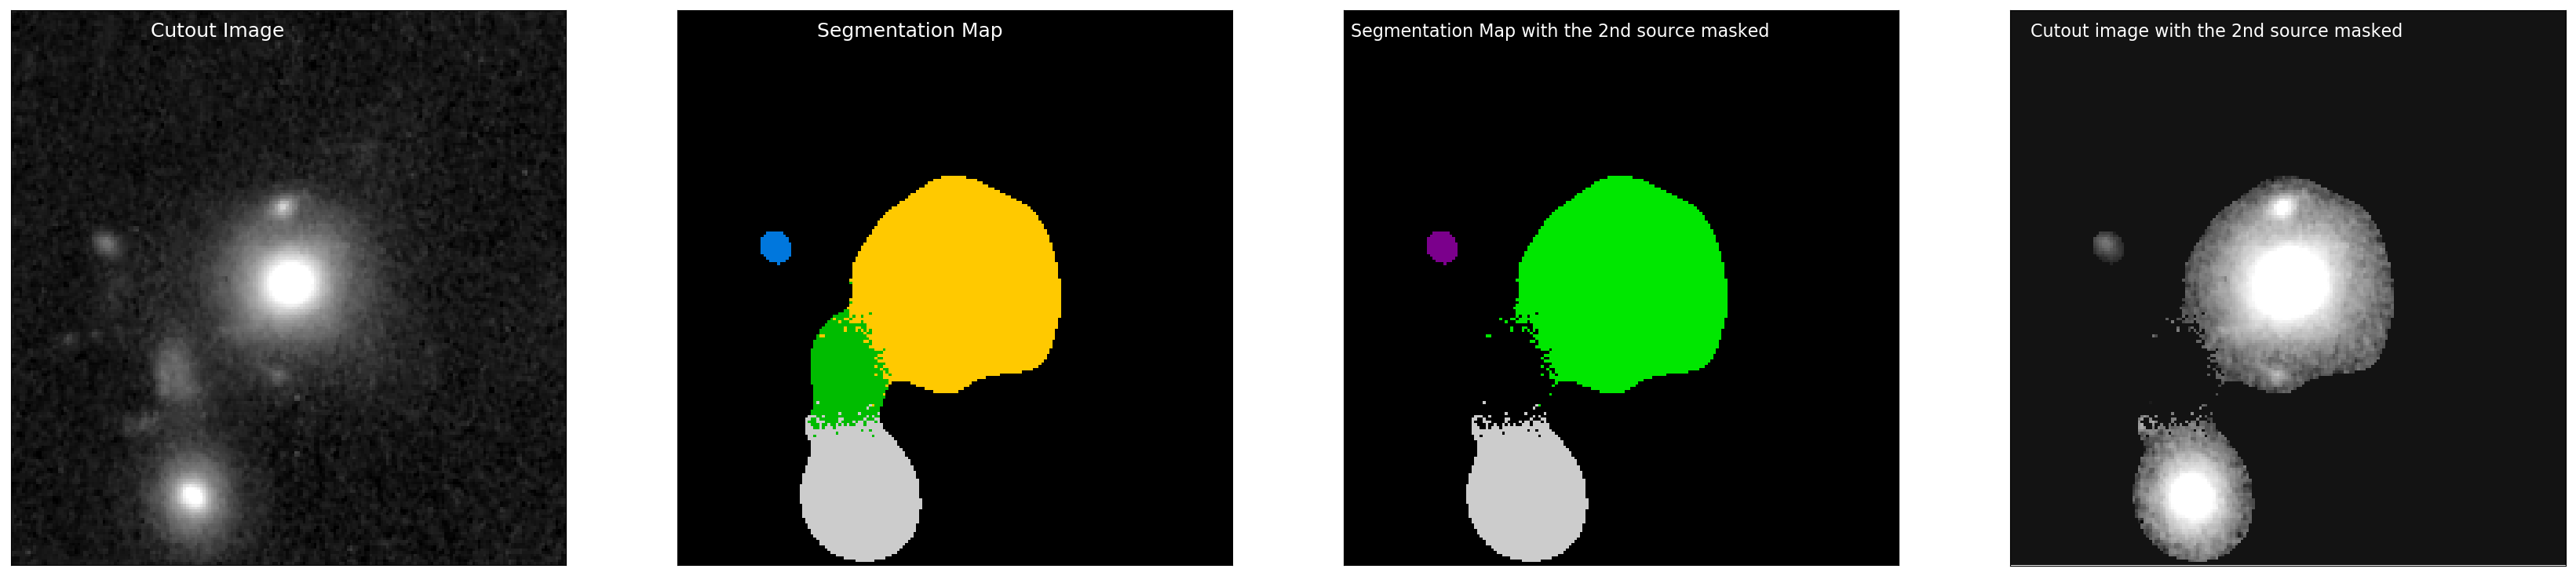 Cutout Image
Segmentation Map
Segmentation Map with the 2nd source masked
Cutout image with the 2nd source masked